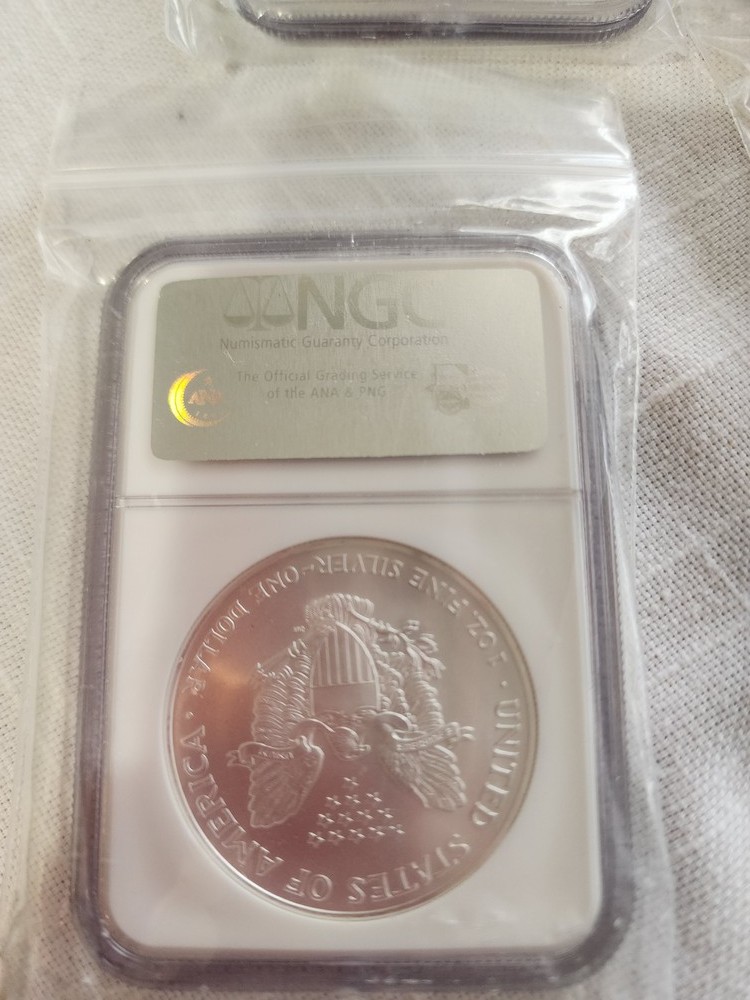 NGC
Numismatic Guaranty Corporation
The Official Grading Service
of the ANA & PNG
UNITED STATES OF AMERICA
1 OZ. FINE SILVER~ONE DOLLAR